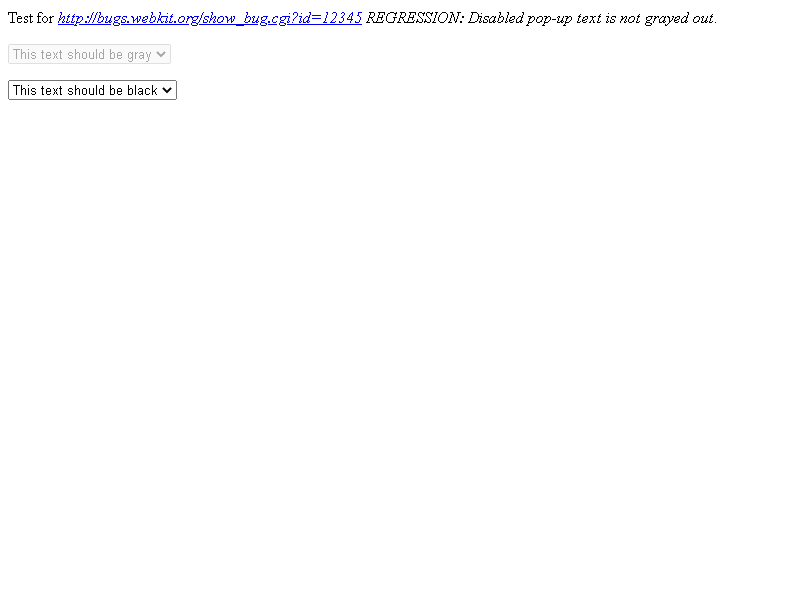 Test for http://bugs.webkit.org/show_bug.cgi?id=12345 REGRESSION: Disabled pop-up text is not grayed out.
This text should be gray
This text should be black